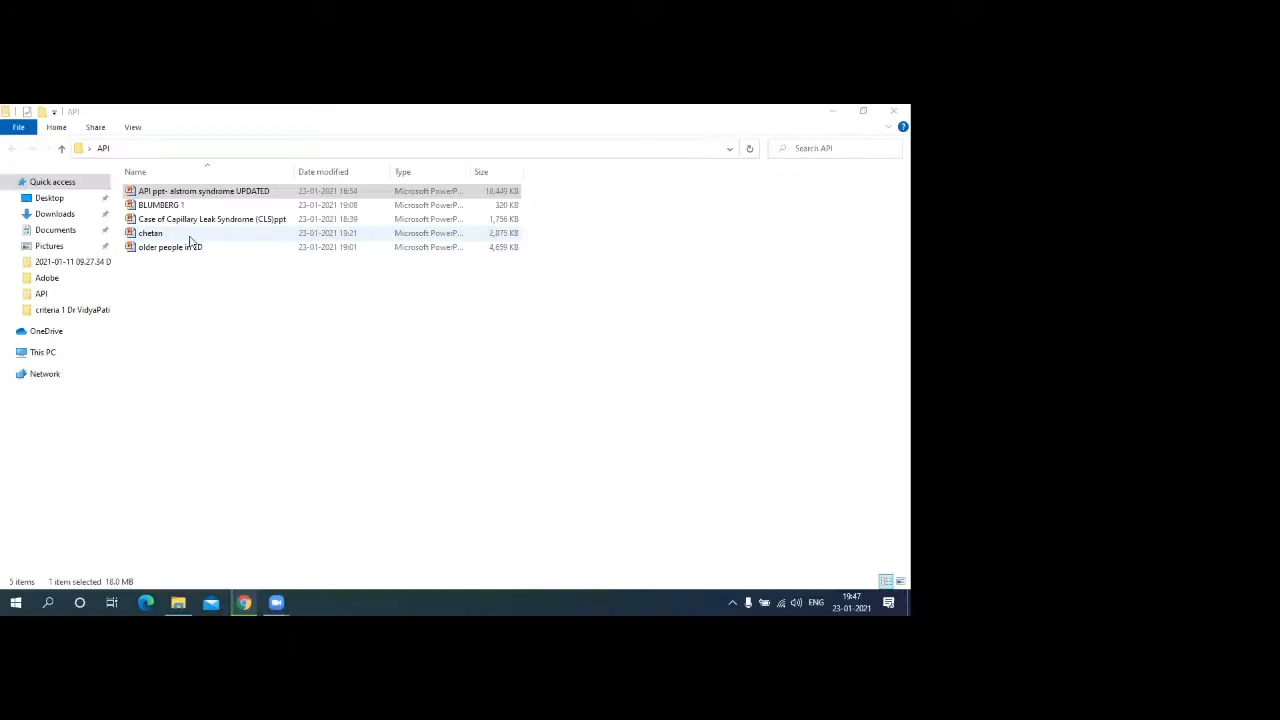 API
File Home Share View
API Search API
Name Date modified Type Size
Quick access
Desktop
Downloads
Documents
Pictures
2021-01-11 09.27.34 D
Adobe
API
criteria 1 Dr VidyaPati
OneDrive
This PC
Network
API ppt- alstrom syndrome UPDATED 23-01-2021 16:54 Microsoft PowerP... 18,449 KB
BLUMBERG 1 23-01-2021 19:08 Microsoft PowerP... 320 KB
Case of Capillary Leak Syndrome (CLS)ppt 23-01-2021 18:39 Microsoft PowerP... 1,756 KB
chetan 23-01-2021 19:21 Microsoft PowerP... 2,875 KB
older people in 23-01-2021 19:01 Microsoft PowerP... 4,659 KB
5 items 1 item selected 18.0 MB
ENG 19:47
23-01-2021